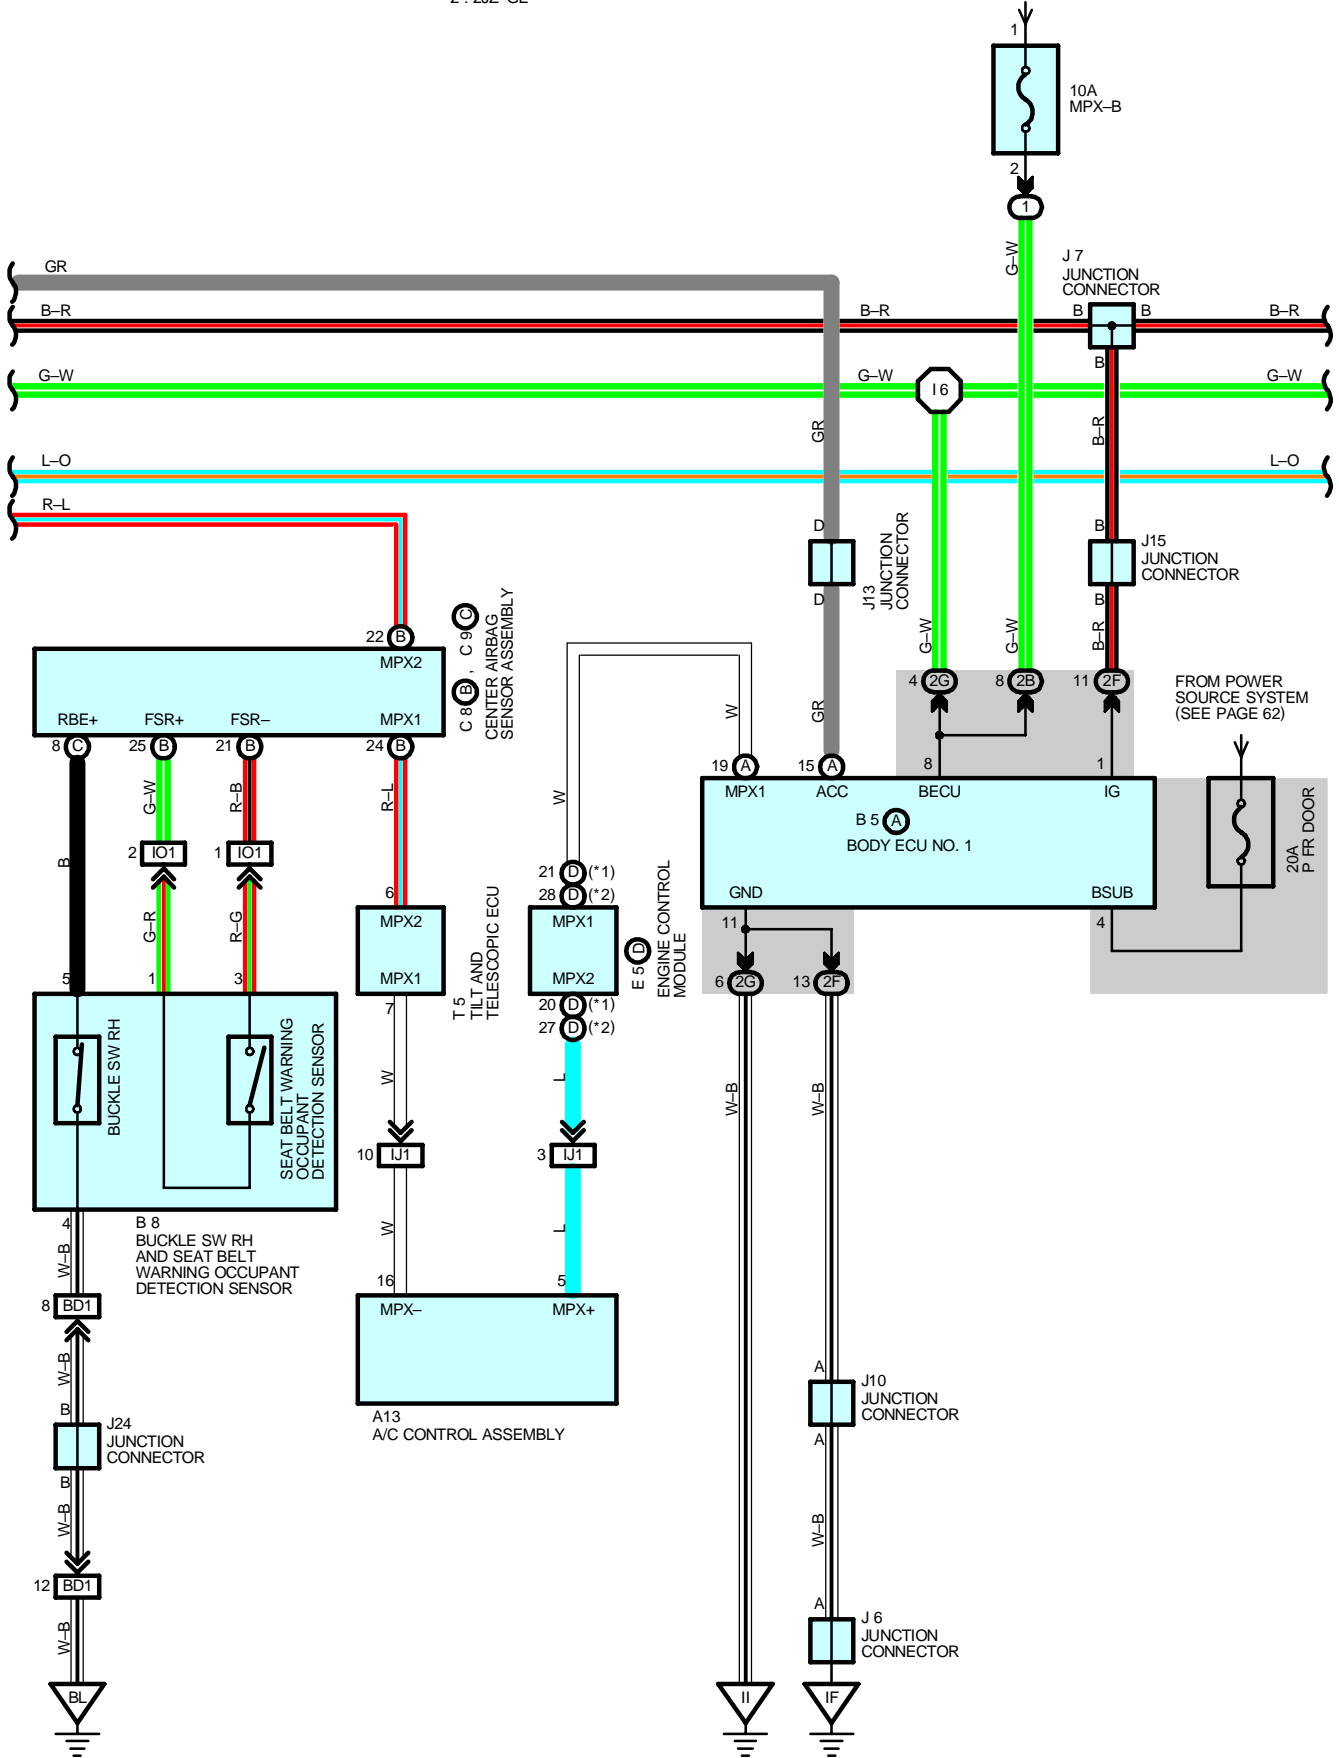 1
10A
MPX–B
2
1
G–W
J 7
JUNCTION
CONNECTOR
GR
B–R
B–R
B
B
B–R
B
G–W
G–W
I 6
G–W
GR
B–R
L–O
L–O
R–L
D
J13
JUNCTION
CONNECTOR
D
B
J15
JUNCTION
CONNECTOR
B
G–W
G–W
B–R
22
B
C 8 B , C 9 C
CENTER AIRBAG
SENSOR ASSEMBLY
MPX2
RBE+
FSR+
FSR–
MPX1
8
C
25
B
21
B
24
B
W
GR
4
2G
8
2B
11
2F
FROM POWER
SOURCE SYSTEM
(SEE PAGE 62)
19
A
15
A
8
1
MPX1
ACC
BECU
IG
B 5 A
BODY ECU NO. 1
GND
BSUB
20A
P FR DOOR
11
4
6
2G
13
2F
B
G–W
R–B
R–L
W
2
IO1
1
IO1
G–R
R–G
5
1
3
6
21 D (*1)
28 D (*2)
MPX2
MPX1
T 5
TILT AND
TELESCOPIC ECU
MPX1
MPX2
E 5 D
ENGINE CONTROL
MODULE
7
20 D (*1)
27 D (*2)
BUCKLE SW RH
SEAT BELT WARNING
OCCUPANT
DETECTION SENSOR
W
L
W–B
W–B
10
IJ1
3
IJ1
W
L
4
B 8
BUCKLE SW RH
AND SEAT BELT
WARNING OCCUPANT
DETECTION SENSOR
W–B
16
5
8
BD1
MPX–
MPX+
W–B
A13
A/C CONTROL ASSEMBLY
B
J24
JUNCTION
CONNECTOR
B
A
J10
JUNCTION
CONNECTOR
A
W–B
W–B
12
BD1
W–B
A
J 6
JUNCTION
CONNECTOR
BL
II
IF